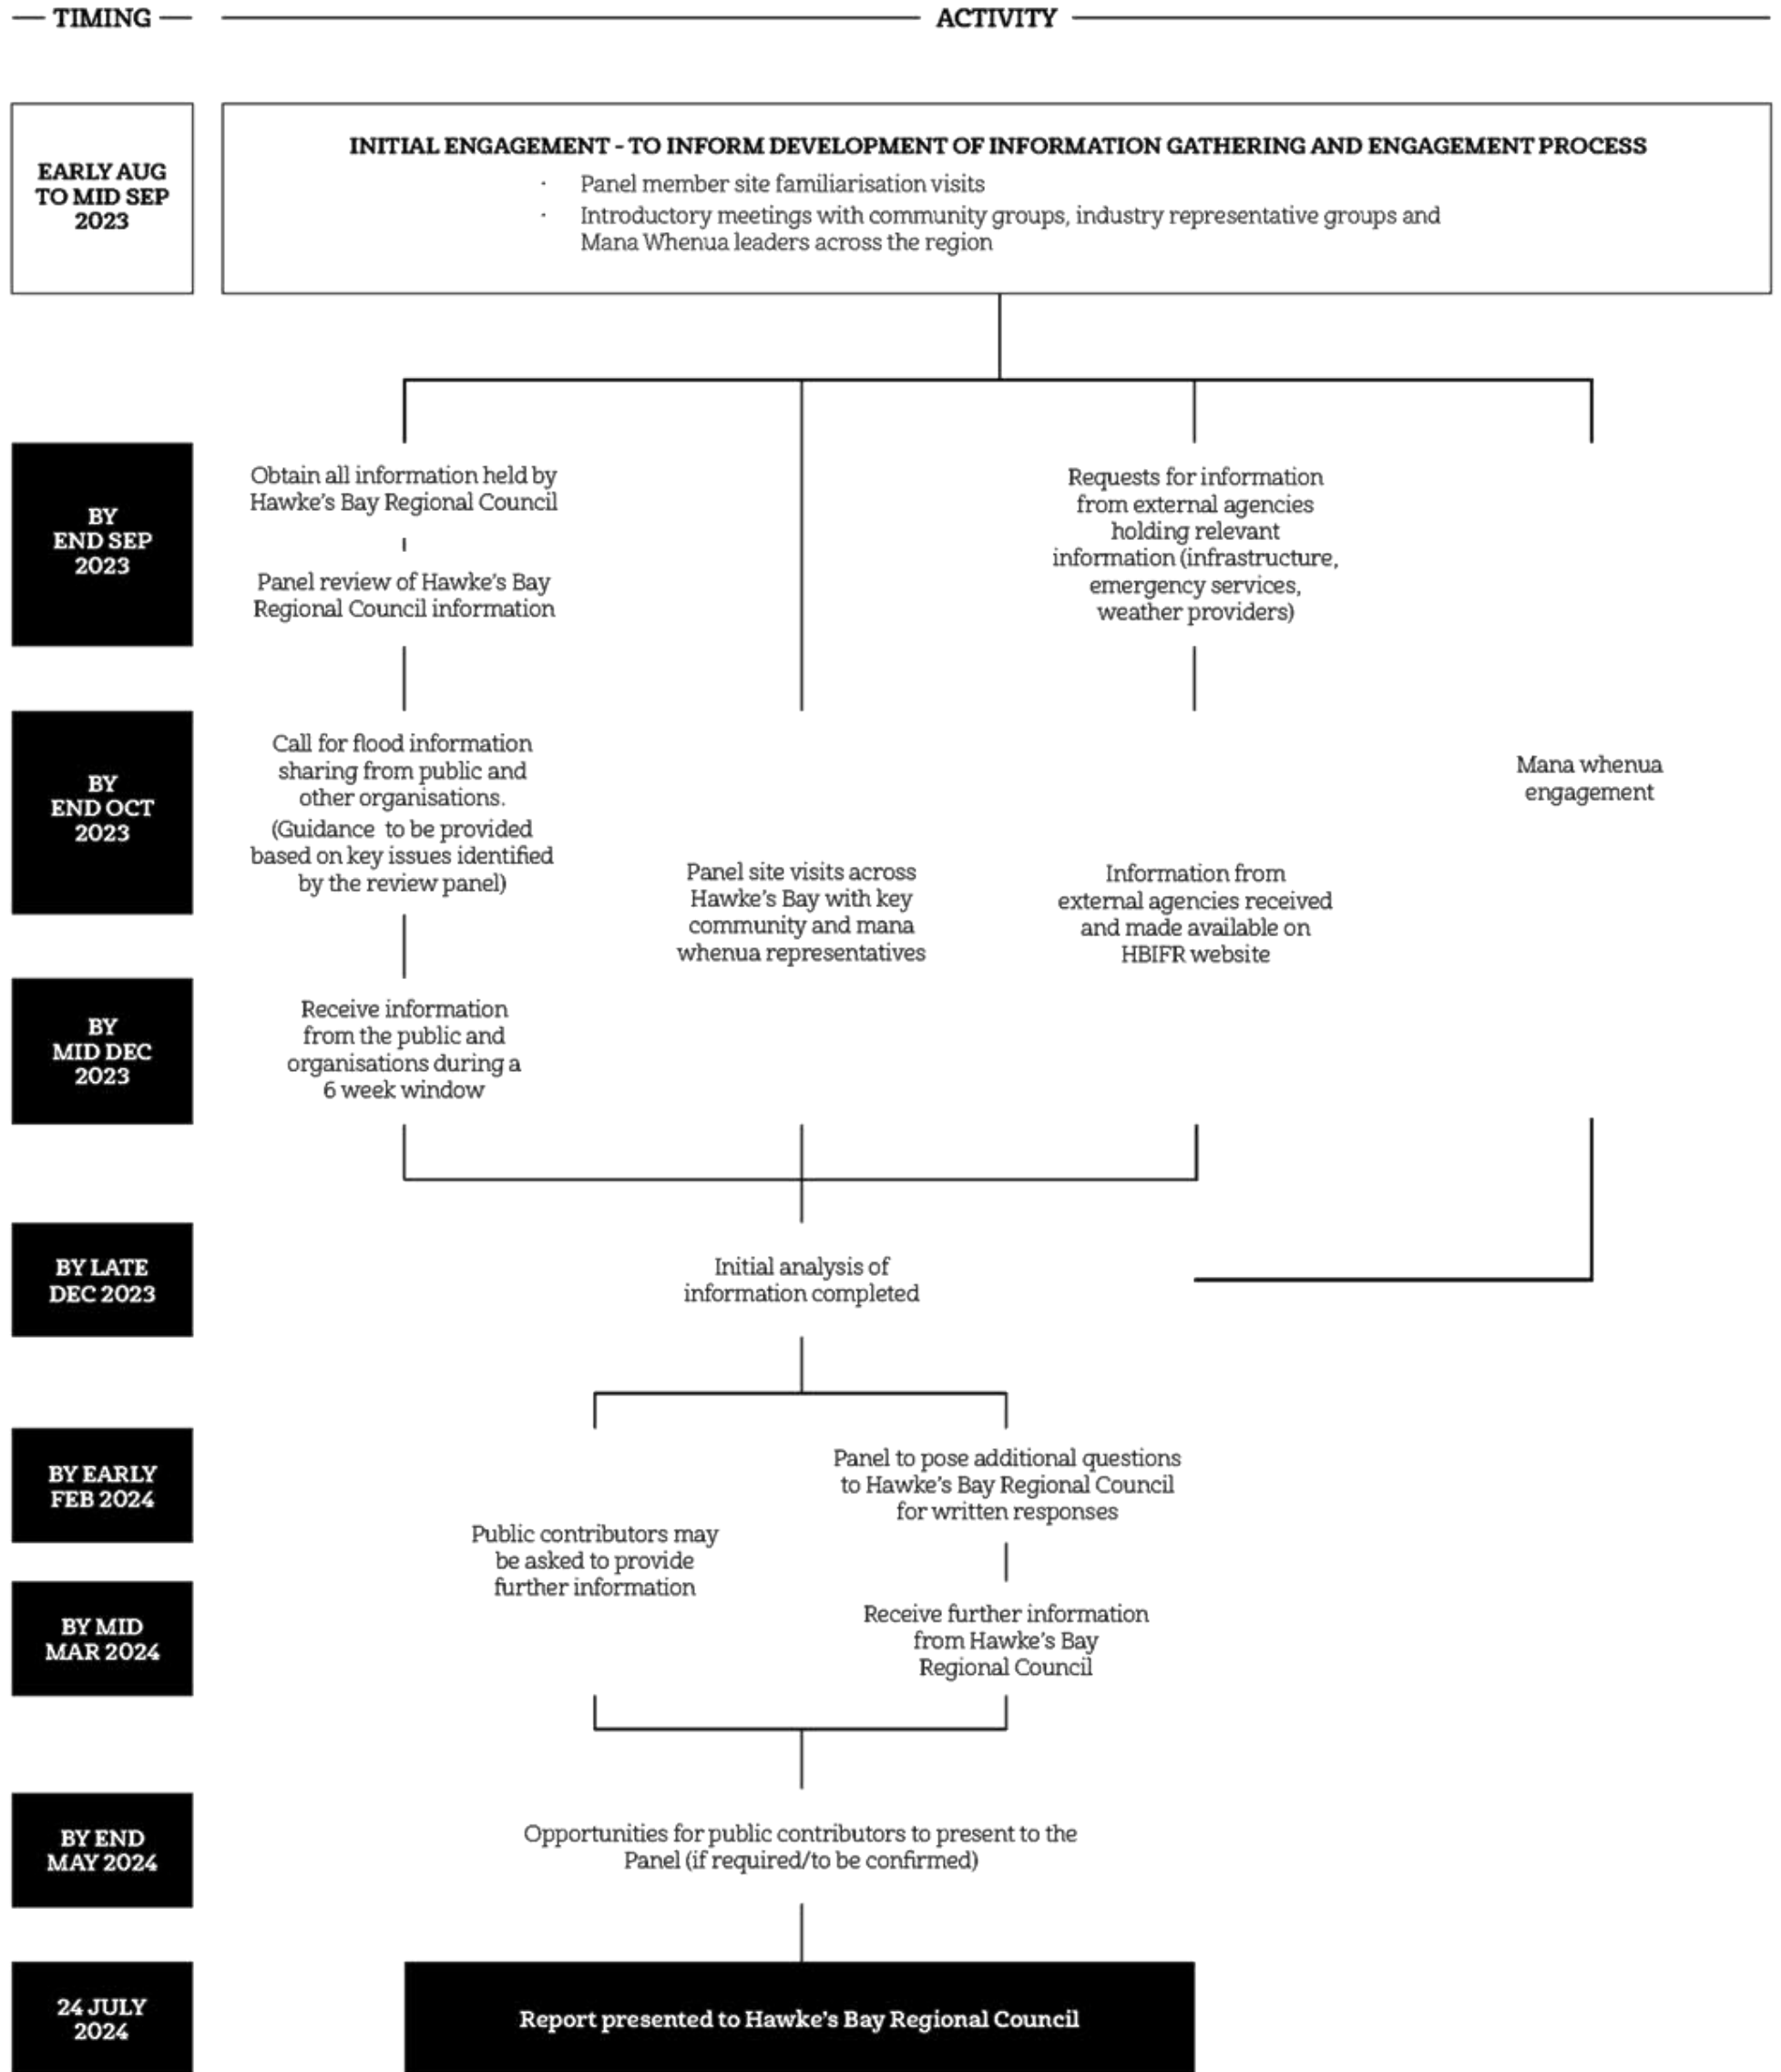 TIMING
ACTIVITY
EARLY AUG
TO MID SEP
2023
INITIAL ENGAGEMENT - TO INFORM DEVELOPMENT OF INFORMATION GATHERING AND ENGAGEMENT PROCESS
· Panel member site familiarisation visits
· Introductory meetings with community groups, industry representative groups and
Mana Whenua leaders across the region
BY
END SEP
2023
Obtain all information held by
Hawke's Bay Regional Council
Panel review of Hawke's Bay
Regional Council information
Requests for information
from external agencies
holding relevant
information (infrastructure,
emergency services,
weather providers)
BY
END OCT
2023
Call for flood information
sharing from public and
other organisations.
(Guidance to be provided
based on key issues identified
by the review panel)
Panel site visits across
Hawke's Bay with key
community and mana
whenua representatives
Information from
external agencies received
and made available on
HBIFR website
Mana whenua
engagement
BY
MID DEC
2023
Receive information
from the public and
organisations during a
6 week window
BY LATE
DEC 2023
Initial analysis of
information completed
BY EARLY
FEB 2024
Public contributors may
be asked to provide
further information
Panel to pose additional questions
to Hawke's Bay Regional Council
for written responses
BY MID
MAR 2024
Receive further information
from Hawke's Bay
Regional Council
BY END
MAY 2024
Opportunities for public contributors to present to the
Panel (if required/to be confirmed)
24 JULY
2024
Report presented to Hawke's Bay Regional Council